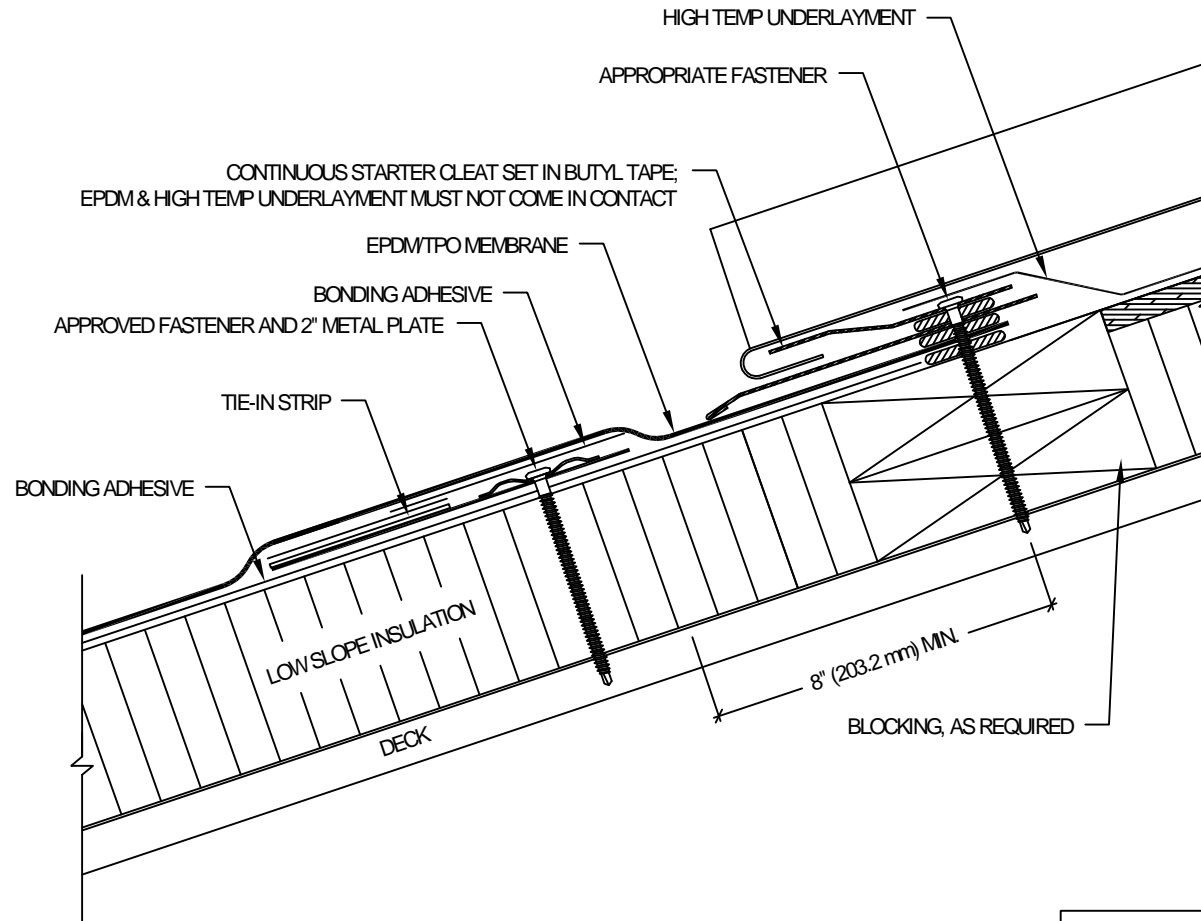 HIGH TEMP UNDERLAYMENT
APPROPRIATE FASTENER
CONTINUOUS STARTER CLEAT SET IN BUTYL TAPE;
EPDM & HIGH TEMP UNDERLAYMENT MUST NOT COME IN CONTACT
EPDM/TPO MEMBRANE
BONDING ADHESIVE
APPROVED FASTENER AND 2" METAL PLATE
TIE-IN STRIP
BONDING ADHESIVE
LOW SLOPE INSULATION
8" (203.2 mm) MIN.
BLOCKING, AS REQUIRED
DECK